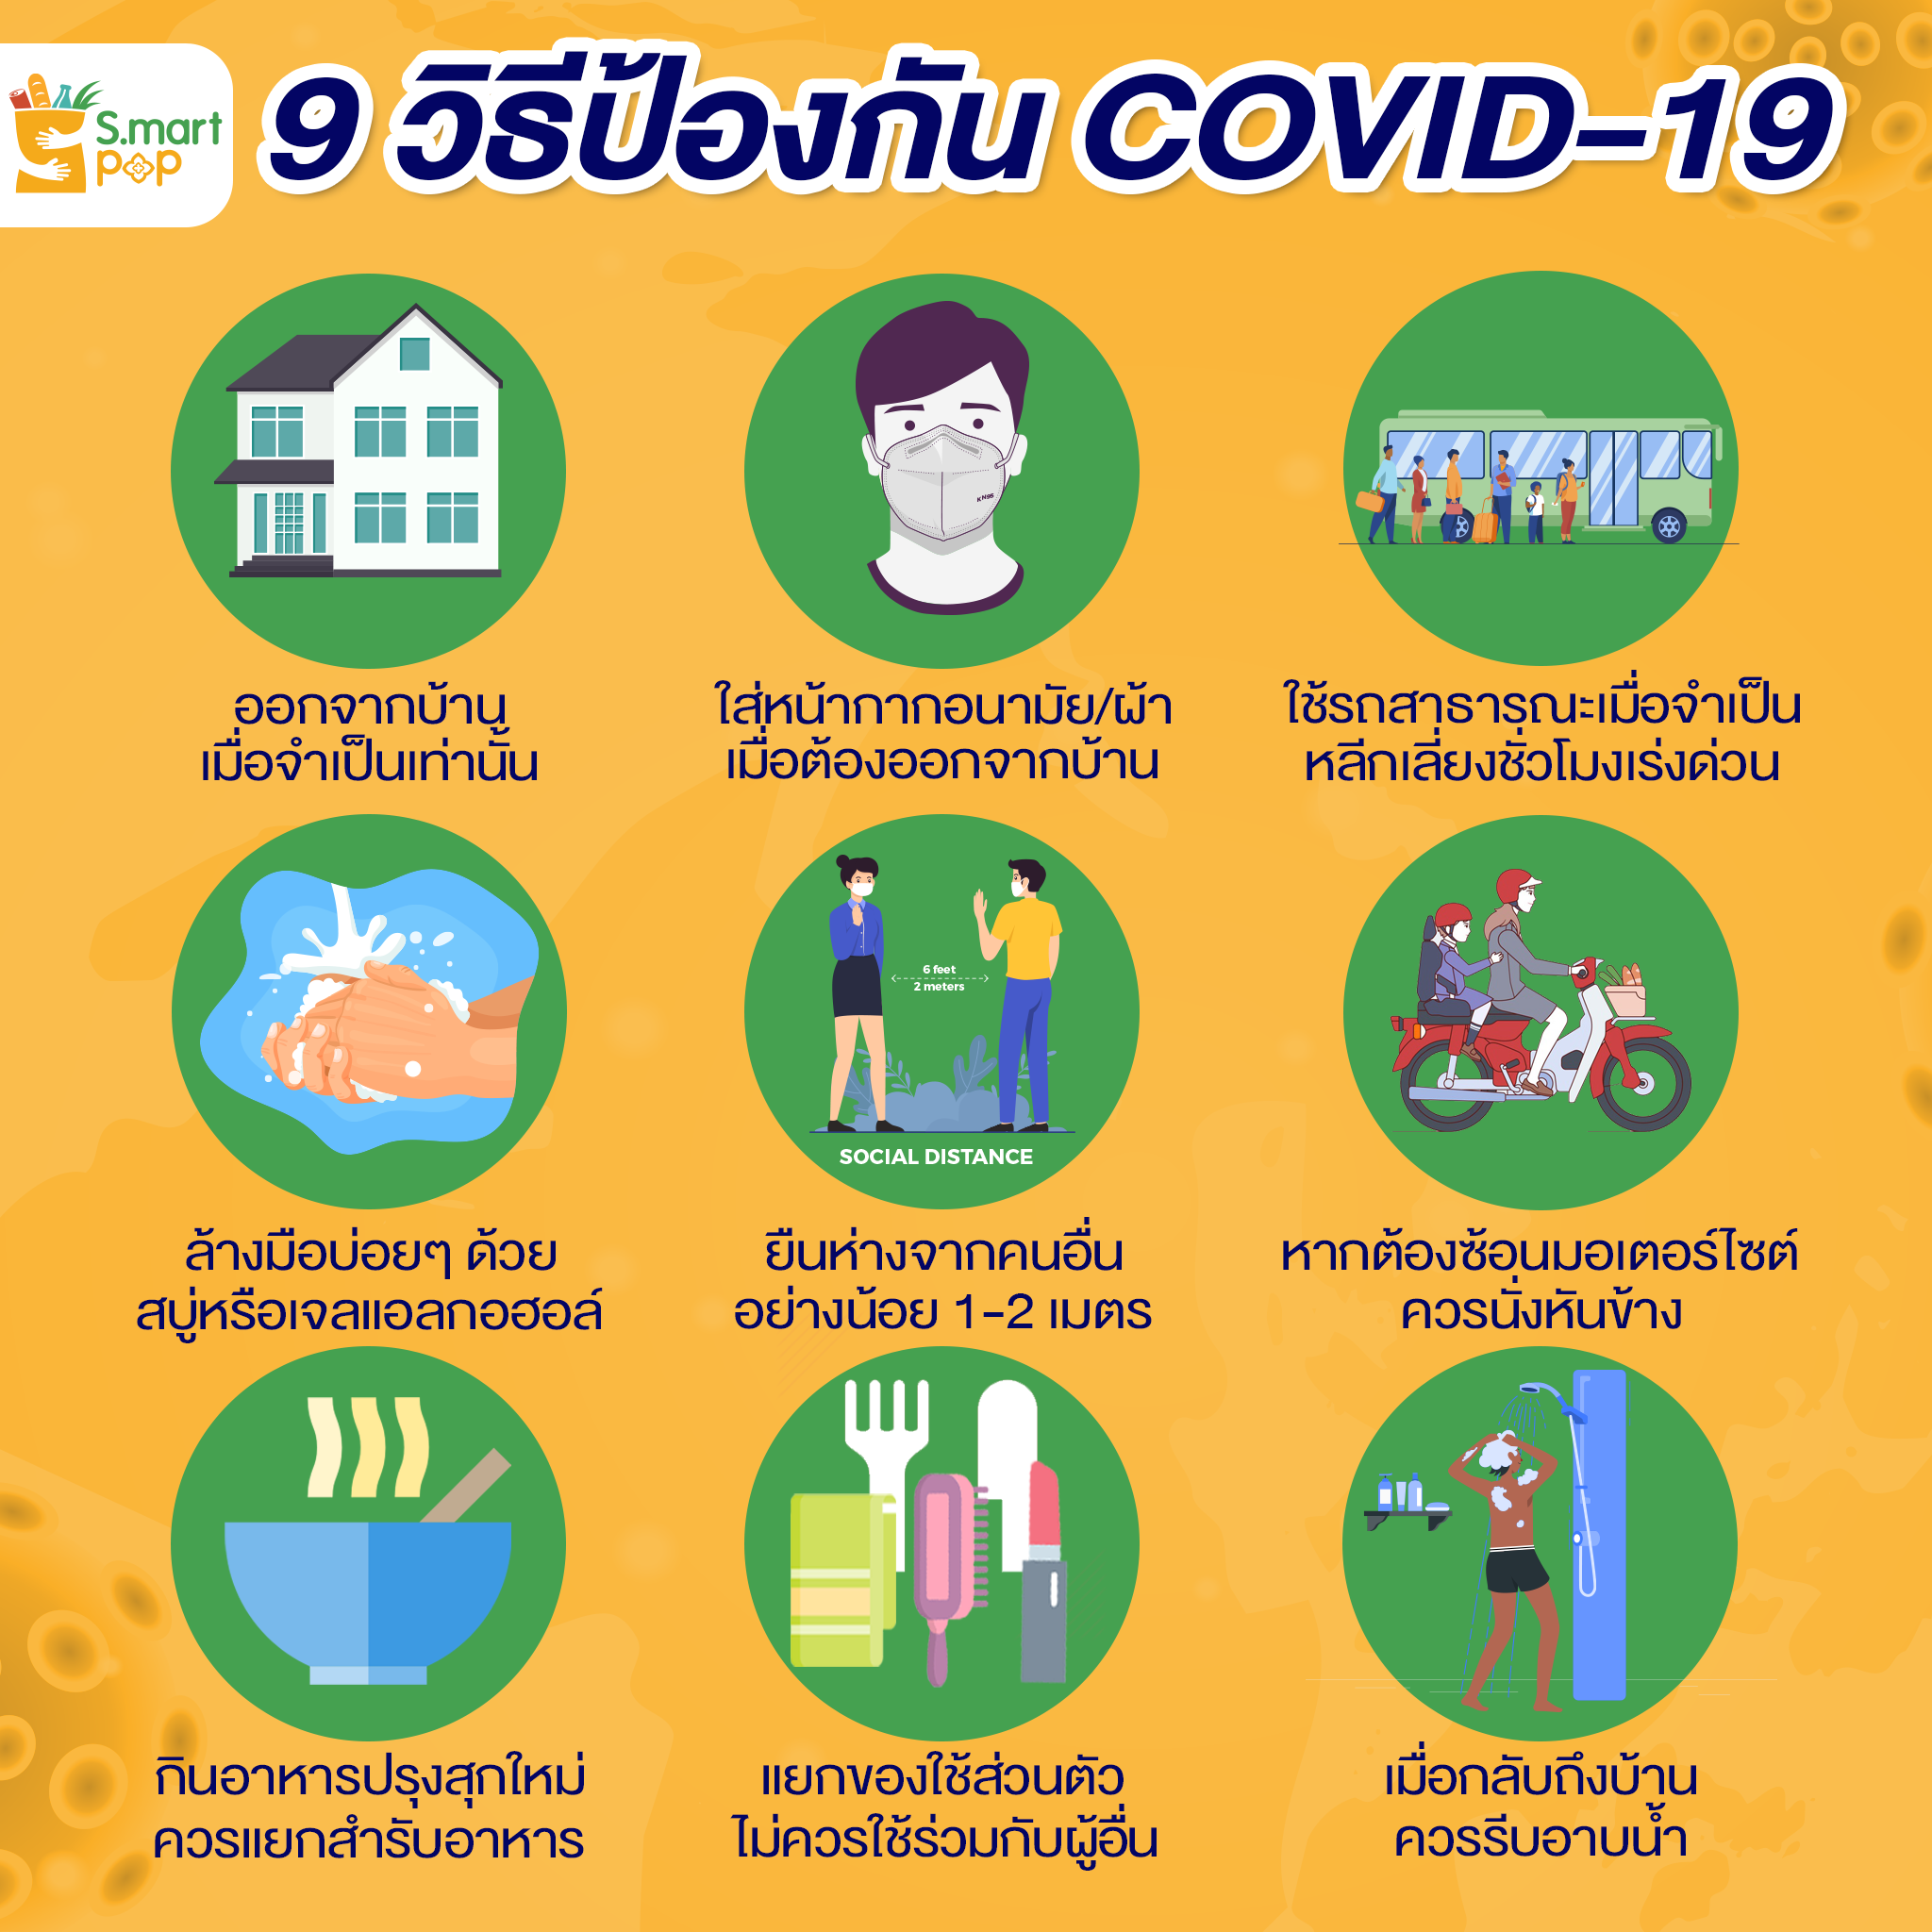 S.mart
pop
9 วิธีป้องกัน COVID-19
ออกจากบ้าน
เมื่อจำเป็นเท่านั้น
KN95
ใส่หน้ากากอนามัย/ผ้า
เมื่อต้องออกจากบ้าน
ใช้รถสาธารณะเมื่อจำเป็น
หลีกเลี่ยงชั่วโมงเร่งด่วน
ล้างมือบ่อยๆ ด้วย
สบู่หรือเจลแอลกอฮอล์
6 feet
2 meters
SOCIAL DISTANCE
ยืนห่างจากคนอื่น
อย่างน้อย 1-2 เมตร
หากต้องซ้อนมอเตอร์ไซต์
ควรนั่งหันข้าง
กินอาหารปรุงสุกใหม่
ควรแยกสำรับอาหาร
แยกของใช้ส่วนตัว
ไม่ควรใช้ร่วมกับผู้อื่น
เมื่อกลับถึงบ้าน
ควรรีบอาบน้ำ